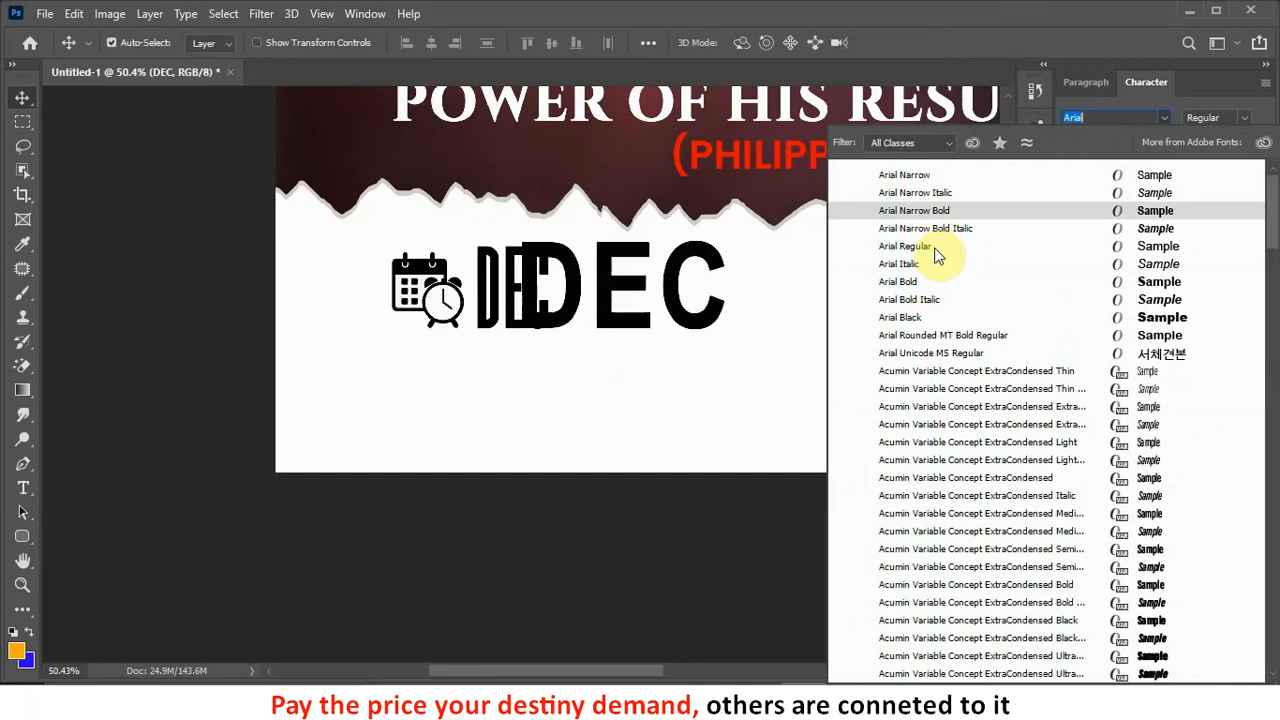 Ps File Edit Image Layer Type Select Filter 3D View Window Help
Auto-Select: Layer Show Transform Controls 3D Mode:
Untitled-1 @ 50.4% (DEC, RGB/8) * ×
Paragraph Character
Arial Regular
POWER OF HIS RESU
(PHILIPP
DEC
DEC
Filter: All Classes More from Adobe Fonts:
Arial Narrow Sample
Arial Narrow Italic Sample
Arial Narrow Bold Sample
Arial Narrow Bold Italic Sample
Arial Regular Sample
Arial Italic Sample
Arial Bold Sample
Arial Bold Italic Sample
Arial Black Sample
Arial Rounded MT Bold Regular Sample
Arial Unicode MS Regular 서체견본
Acumin Variable Concept ExtraCondensed Thin Sample
Acumin Variable Concept ExtraCondensed Thin ... Sample
Acumin Variable Concept ExtraCondensed Extra... Sample
Acumin Variable Concept ExtraCondensed Extra... Sample
Acumin Variable Concept ExtraCondensed Light Sample
Acumin Variable Concept ExtraCondensed Light... Sample
Acumin Variable Concept ExtraCondensed Sample
Acumin Variable Concept ExtraCondensed Italic Sample
Acumin Variable Concept ExtraCondensed Medi... Sample
Acumin Variable Concept ExtraCondensed Medi... Sample
Acumin Variable Concept ExtraCondensed Semi... Sample
Acumin Variable Concept ExtraCondensed Semi... Sample
Acumin Variable Concept ExtraCondensed Bold Sample
Acumin Variable Concept ExtraCondensed Bold ... Sample
Acumin Variable Concept ExtraCondensed Black Sample
Acumin Variable Concept ExtraCondensed Black... Sample
Acumin Variable Concept ExtraCondensed Ultra... Sample
Acumin Variable Concept ExtraCondensed Ultra... Sample
50.43% Doc: 24.9M/143.6M
Pay the price your destiny demand, others are conneted to it